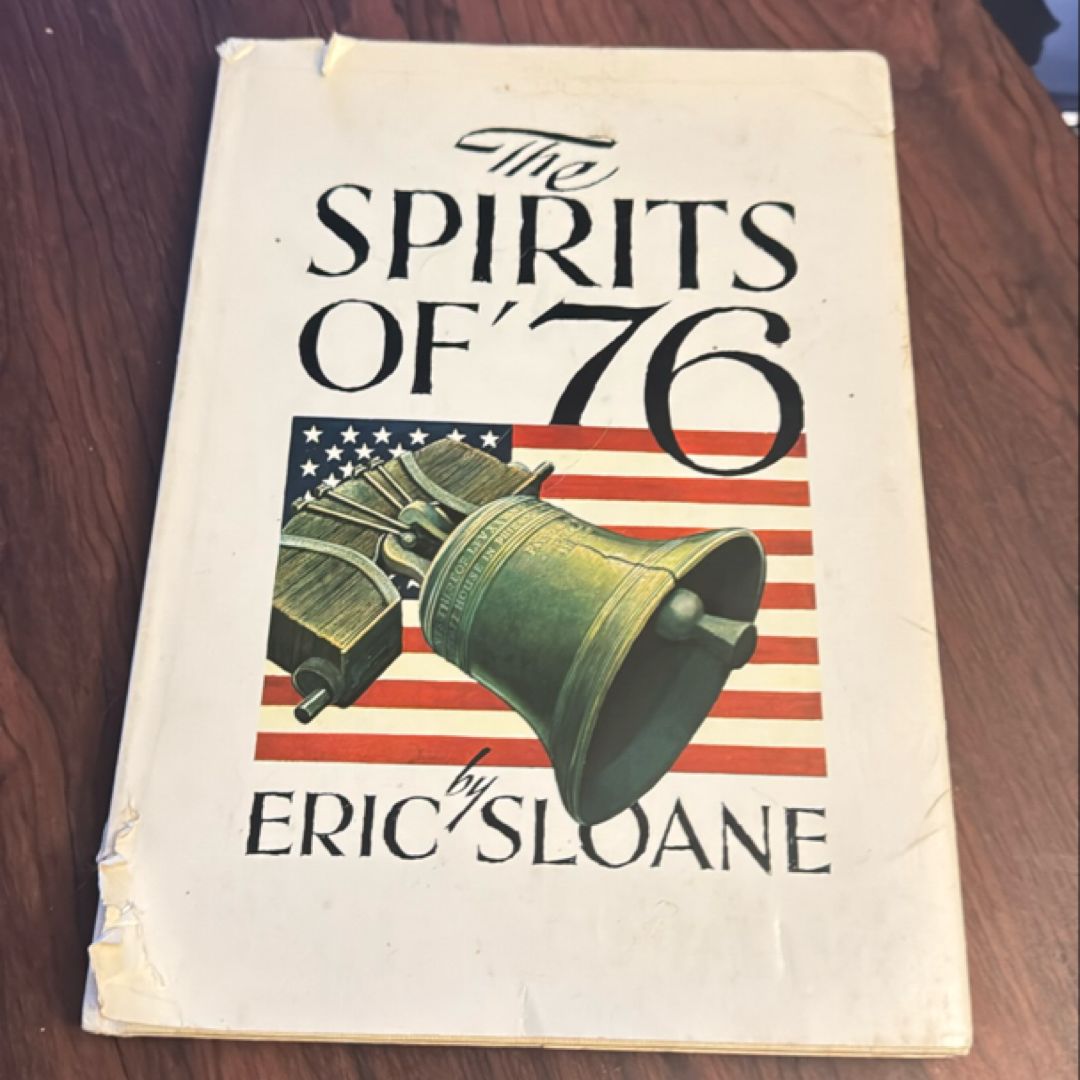 The
SPIRITS
OF '76
by
ERIC SLOANE